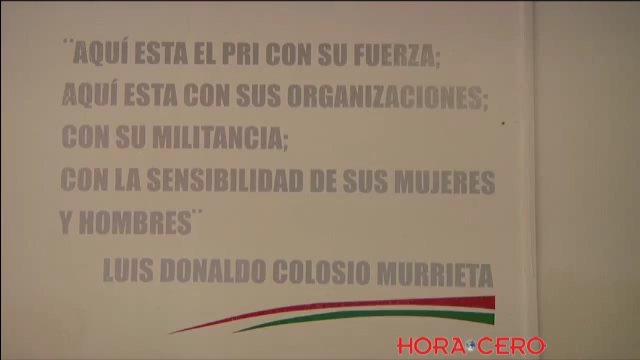 ¨AQUÍ ESTA EL PRI CON SU FUERZA;
AQUÍ ESTA CON SUS ORGANIZACIONES;
CON SU MILITANCIA;
CON LA SENSIBILIDAD DE SUS MUJERES
Y HOMBRES¨
LUIS DONALDO COLOSIO MURRIETA
HORA CERO